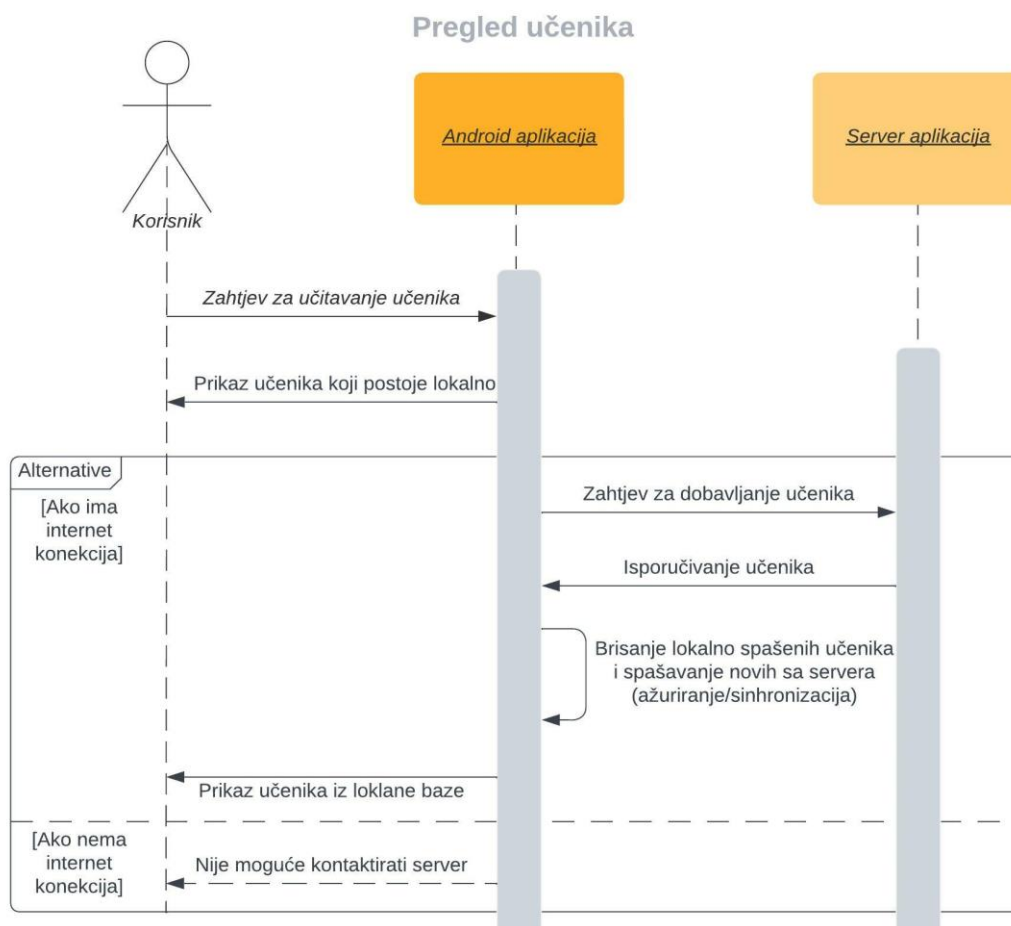 Pregled učenika
Android aplikacija
Server aplikacija
Korisnik
Zahtjev za učitavanje učenika
Prikaz učenika koji postoje lokalno
Alternative
[Ako ima
internet
konekcija]
Zahtjev za dobavljanje učenika
Isporučivanje učenika
Brisanje lokalno spašenih učenika
i spašavanje novih sa servera
(ažuriranje/sinhronizacija)
Prikaz učenika iz loklane baze
[Ako nema
internet
konekcija]
Nije moguće kontaktirati server